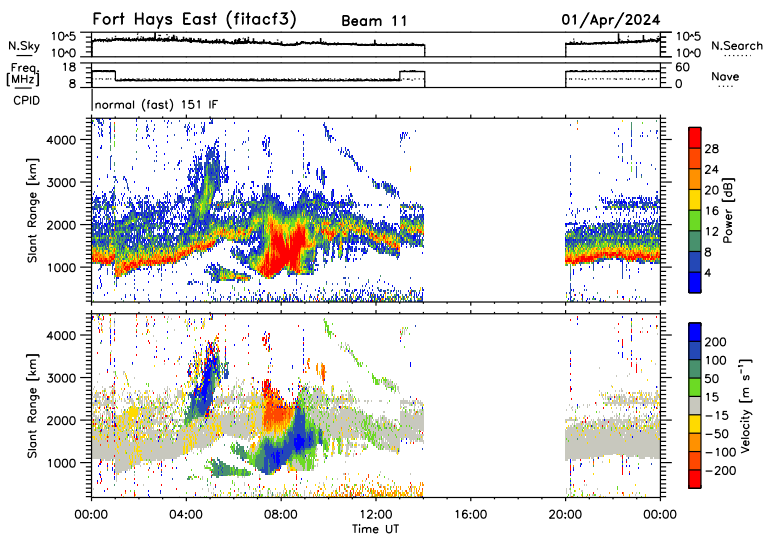 Fort Hays East (fitacf3) Beam 11 01/Apr/2024
N.Sky 10^5 10^0 10^5 10^0 N.Search
Freq. [MHz] 18 8 60 0 Nave
CPID normal (fast) 151 IF
Slant Range [km] 4000 3000 2000 1000
28 24 20 16 12 8 4 Power [dB]
Slant Range [km] 4000 3000 2000 1000
200 100 50 15 −15 −50 −100 −200 Velocity [m s⁻¹]
00:00 04:00 08:00 12:00 16:00 20:00 00:00
Time UT